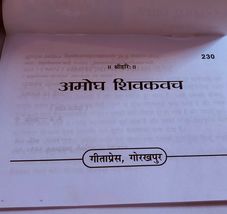 230
॥ श्रीहरि: ॥
अमोघ शिवकवच
गीताप्रेस, गोरखपुर